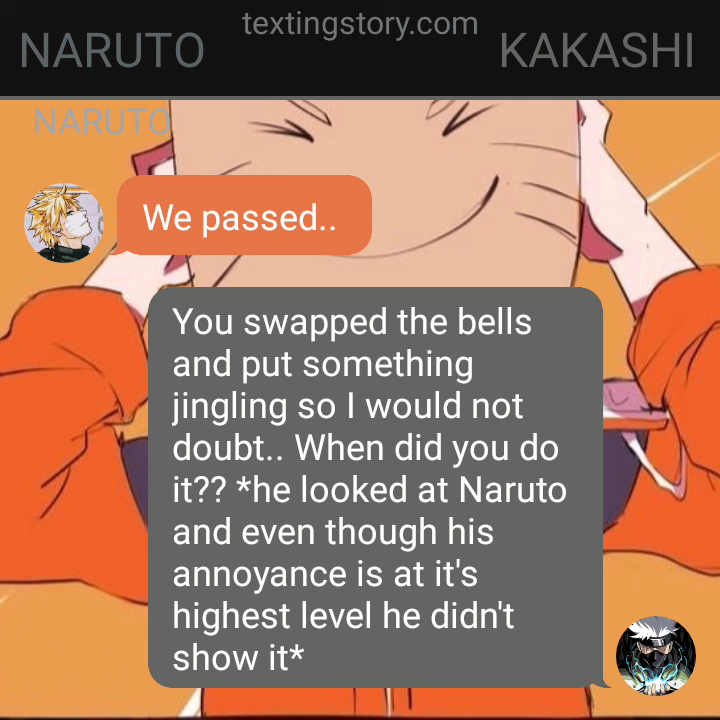 textingstory.com
NARUTO
KAKASHI
NARUTO
We passed..
You swapped the bells
and put something
jingling so I would not
doubt.. When did you do
it?? *he looked at Naruto
and even though his
annoyance is at it's
highest level he didn't
show it*